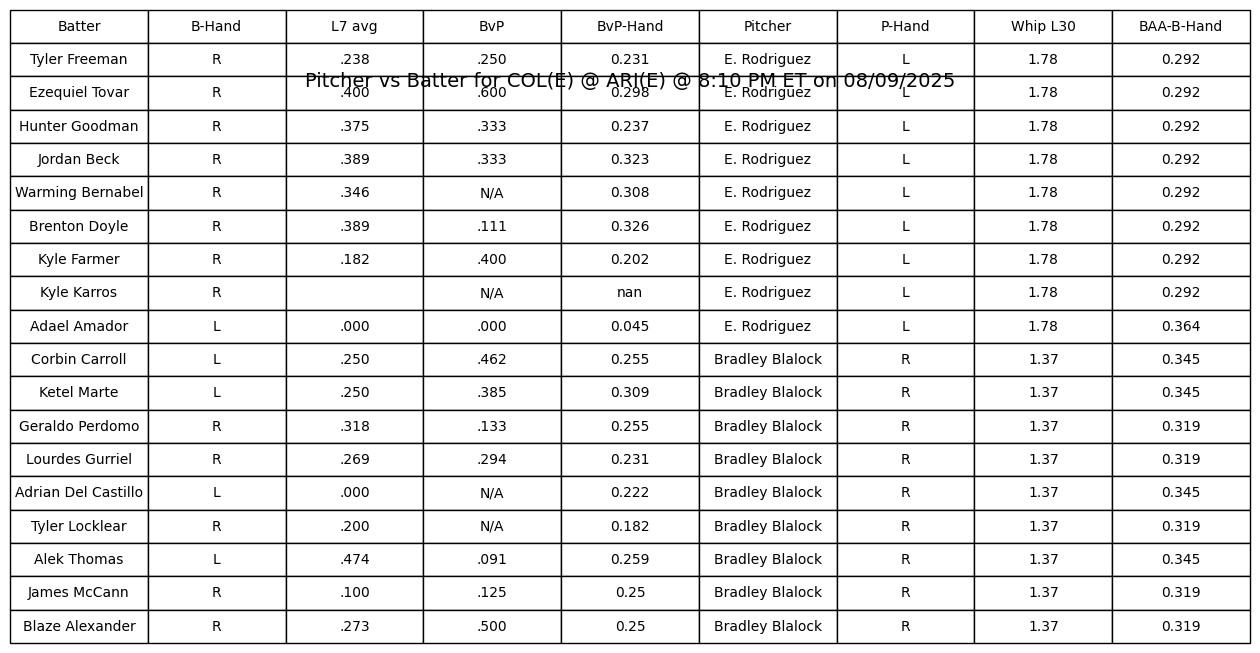 Batter B-Hand L7 avg BvP BvP-Hand Pitcher P-Hand Whip L30 BAA-B-Hand
Tyler Freeman R .238 .250 0.231 E. Rodriguez L 1.78 0.292
Pitcher vs Batter for COL(E) @ ARI(E) @ 8:10 PM ET on 08/09/2025
Ezequiel Tovar R .400 .600 0.298 E. Rodriguez L 1.78 0.292
Hunter Goodman R .375 .333 0.237 E. Rodriguez L 1.78 0.292
Jordan Beck R .389 .333 0.323 E. Rodriguez L 1.78 0.292
Warming Bernabel R .346 N/A 0.308 E. Rodriguez L 1.78 0.292
Brenton Doyle R .389 .111 0.326 E. Rodriguez L 1.78 0.292
Kyle Farmer R .182 .400 0.202 E. Rodriguez L 1.78 0.292
Kyle Karros R N/A nan E. Rodriguez L 1.78 0.292
Adael Amador L .000 .000 0.045 E. Rodriguez L 1.78 0.364
Corbin Carroll L .250 .462 0.255 Bradley Blalock R 1.37 0.345
Ketel Marte L .250 .385 0.309 Bradley Blalock R 1.37 0.345
Geraldo Perdomo R .318 .133 0.255 Bradley Blalock R 1.37 0.319
Lourdes Gurriel R .269 .294 0.231 Bradley Blalock R 1.37 0.319
Adrian Del Castillo L .000 N/A 0.222 Bradley Blalock R 1.37 0.345
Tyler Locklear R .200 N/A 0.182 Bradley Blalock R 1.37 0.319
Alek Thomas L .474 .091 0.259 Bradley Blalock R 1.37 0.345
James McCann R .100 .125 0.25 Bradley Blalock R 1.37 0.319
Blaze Alexander R .273 .500 0.25 Bradley Blalock R 1.37 0.319